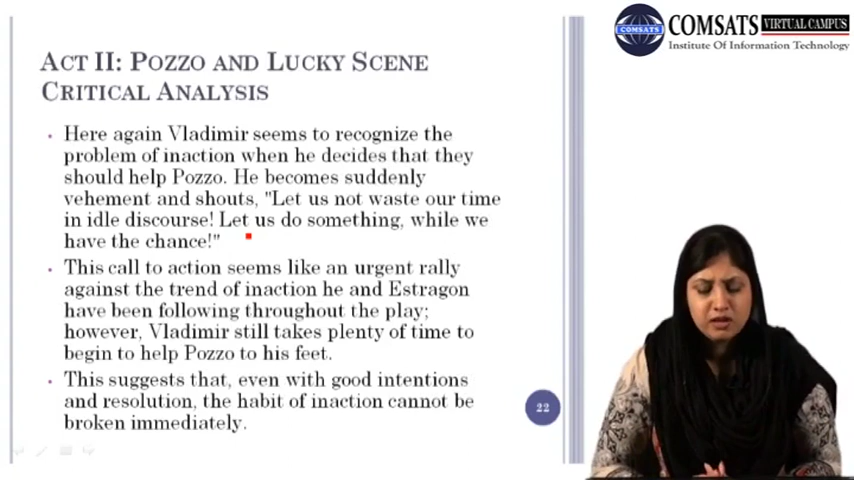 COMSATS
COMSATS VIRTUAL CAMPUS
Institute Of Information Technology
ACT II: POZZO AND LUCKY SCENE
CRITICAL ANALYSIS
Here again Vladimir seems to recognize the
problem of inaction when he decides that they
should help Pozzo. He becomes suddenly
vehement and shouts, "Let us not waste our time
in idle discourse! Let us do something, while we
have the chance!"
This call to action seems like an urgent rally
against the trend of inaction he and Estragon
have been following throughout the play;
however, Vladimir still takes plenty of time to
begin to help Pozzo to his feet.
This suggests that, even with good intentions
and resolution, the habit of inaction cannot be
broken immediately.
22